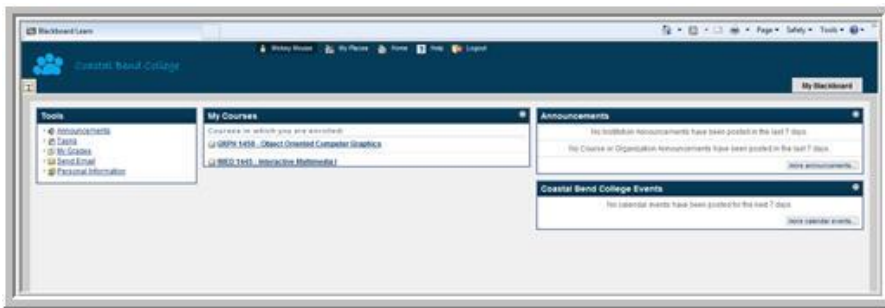 Blackboard Learn
Page Safety Tools
Mickey Mouse My Places Home Help Logout
Coastal Bend College
My Blackboard
Tools
Announcements
Tasks
My Grades
Send Email
Personal Information
My Courses
Courses in which you are enrolled:
GRPH 1458 . Object Oriented Computer Graphics
IMED 1445 . Interactive Multimedia I
Announcements
No Institution Announcements have been posted in the last 7 days.
No Course or Organization Announcements have been posted in the last 7 days.
more announcements...
Coastal Bend College Events
No calendar events have been posted for the next 7 days.
more calendar events...